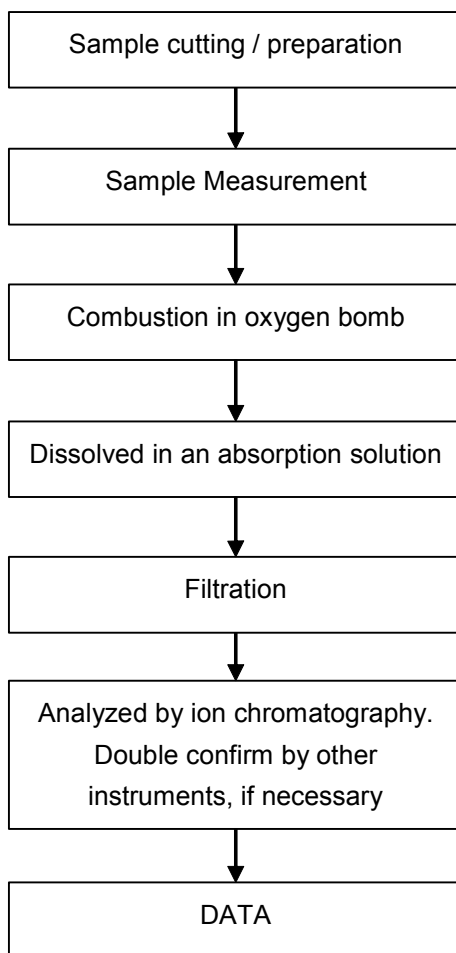 Sample cutting / preparation
Sample Measurement
Combustion in oxygen bomb
Dissolved in an absorption solution
Filtration
Analyzed by ion chromatography.
Double confirm by other
instruments, if necessary
DATA